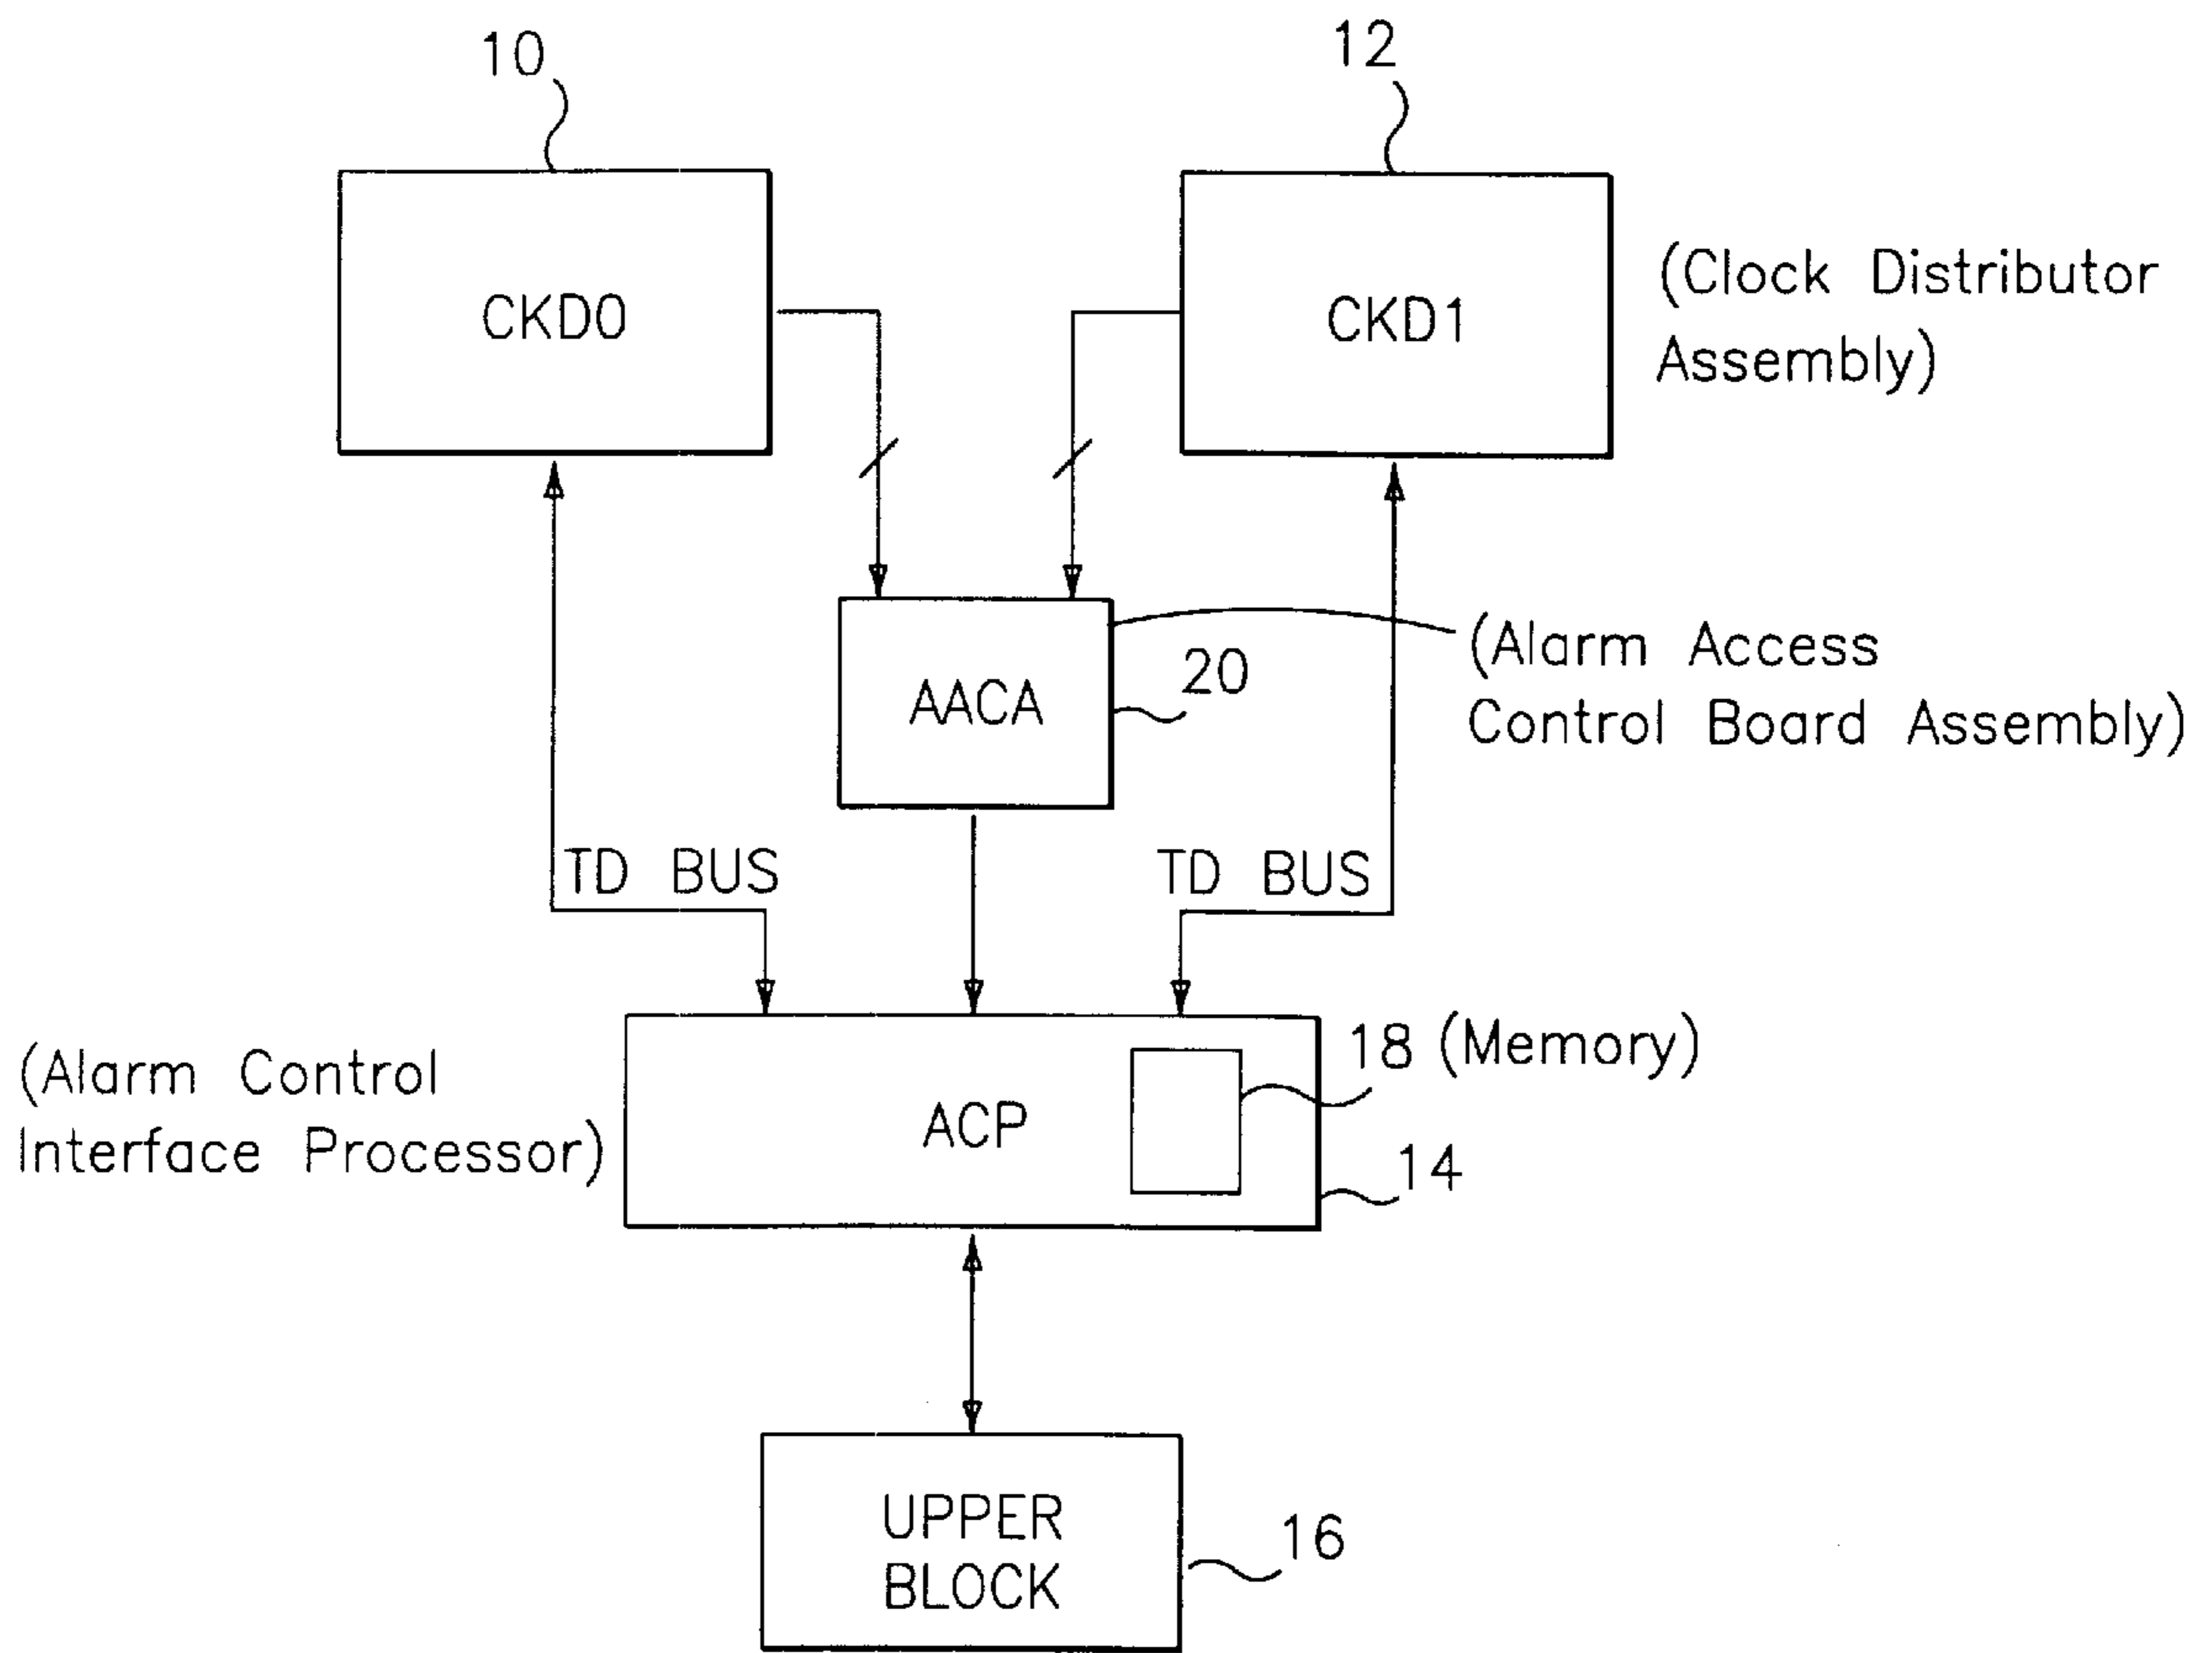 10
12
CKD0
CKD1
(Clock Distributor
Assembly)
(Alarm Access
Control Board Assembly)
20
AACA
TD BUS
TD BUS
18 (Memory)
(Alarm Control
Interface Processor)
ACP
14
UPPER
BLOCK
16